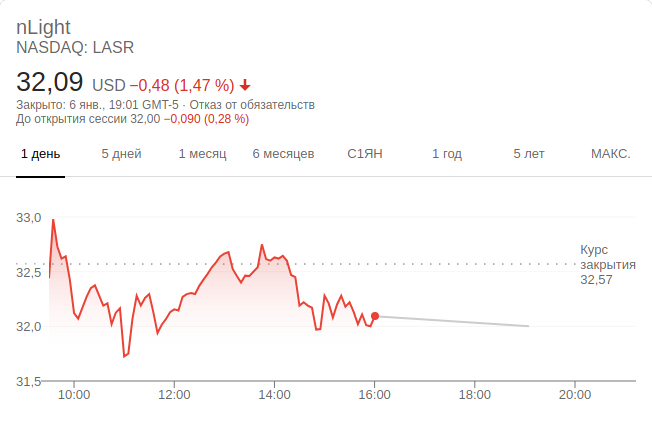 nLight
NASDAQ: LASR
32,09 USD −0,48 (1,47 %)
Закрыто: 6 янв., 19:01 GMT-5 · Отказ от обязательств
До открытия сессии 32,00 −0,090 (0,28 %)
1 день 5 дней 1 месяц 6 месяцев С1ЯН 1 год 5 лет МАКС.
33,0
Курс
закрытия
32,57
32,5
32,0
31,5
10:00 12:00 14:00 16:00 18:00 20:00